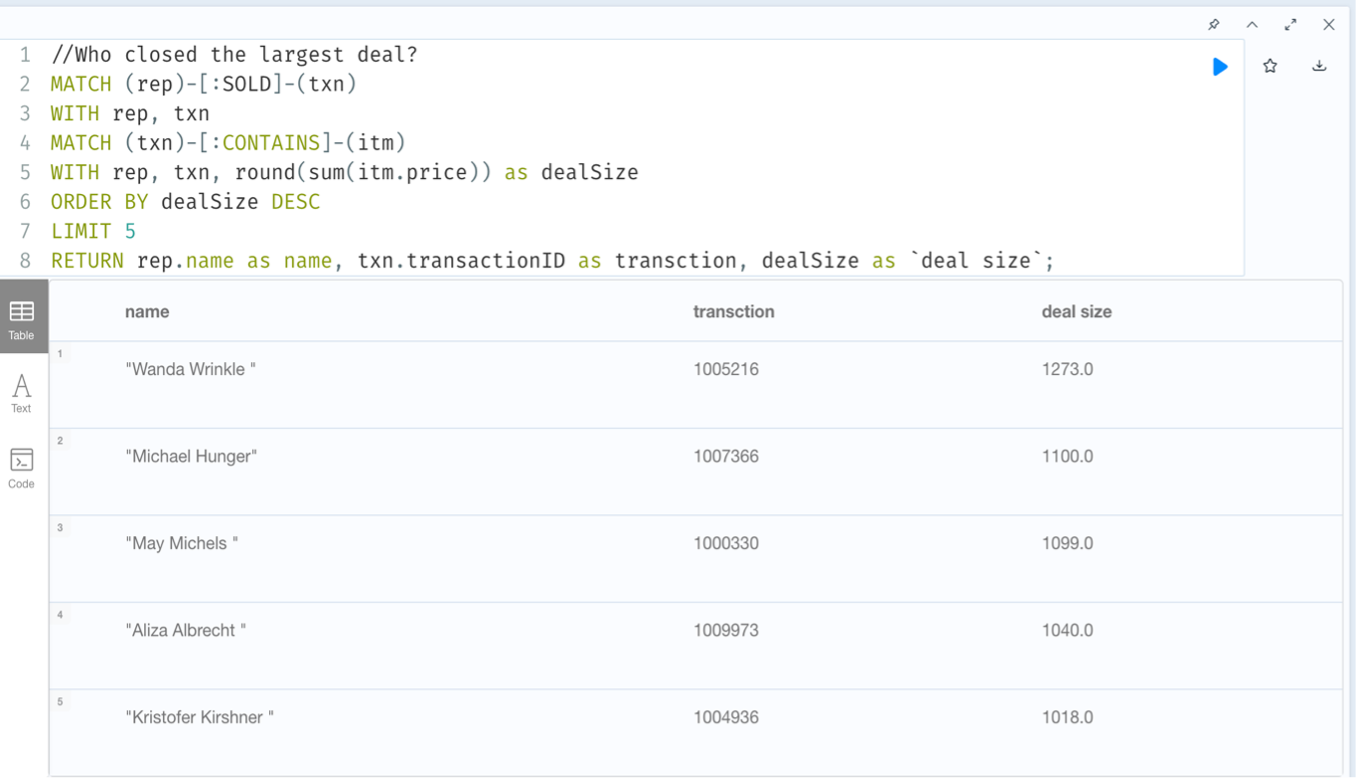 1 //Who closed the largest deal?
2 MATCH (rep)-[:SOLD]-(txn)
3 WITH rep, txn
4 MATCH (txn)-[:CONTAINS]-(itm)
5 WITH rep, txn, round(sum(itm.price)) as dealSize
6 ORDER BY dealSize DESC
7 LIMIT 5
8 RETURN rep.name as name, txn.transactionID as transction, dealSize as `deal size`;
Table
Text
Code
name transction deal size
1 "Wanda Wrinkle " 1005216 1273.0
2 "Michael Hunger" 1007366 1100.0
3 "May Michels " 1000330 1099.0
4 "Aliza Albrecht " 1009973 1040.0
5 "Kristofer Kirshner " 1004936 1018.0